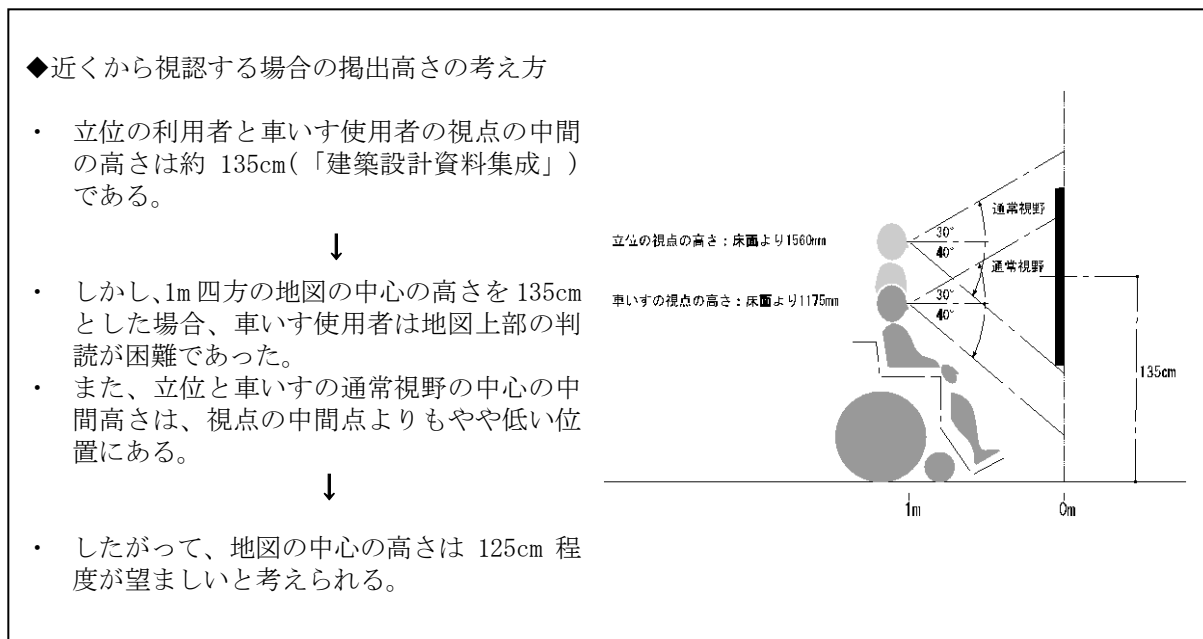 ◆近くから視認する場合の掲出高さの考え方
・ 立位の利用者と車いす使用者の視点の中間
の高さは約 135cm(「建築設計資料集成」)
である。
↓
・ しかし、1m 四方の地図の中心の高さを 135cm
とした場合、車いす使用者は地図上部の判
読が困難であった。
・ また、立位と車いすの通常視野の中心の中
間高さは、視点の中間点よりもやや低い位
置にある。
↓
・ したがって、地図の中心の高さは 125cm 程
度が望ましいと考えられる。
通常視野
立位の視点の高さ：床面より1560mm
30°
40°
通常視野
車いすの視点の高さ：床面より1175mm
30°
40°
135cm
1m
0m